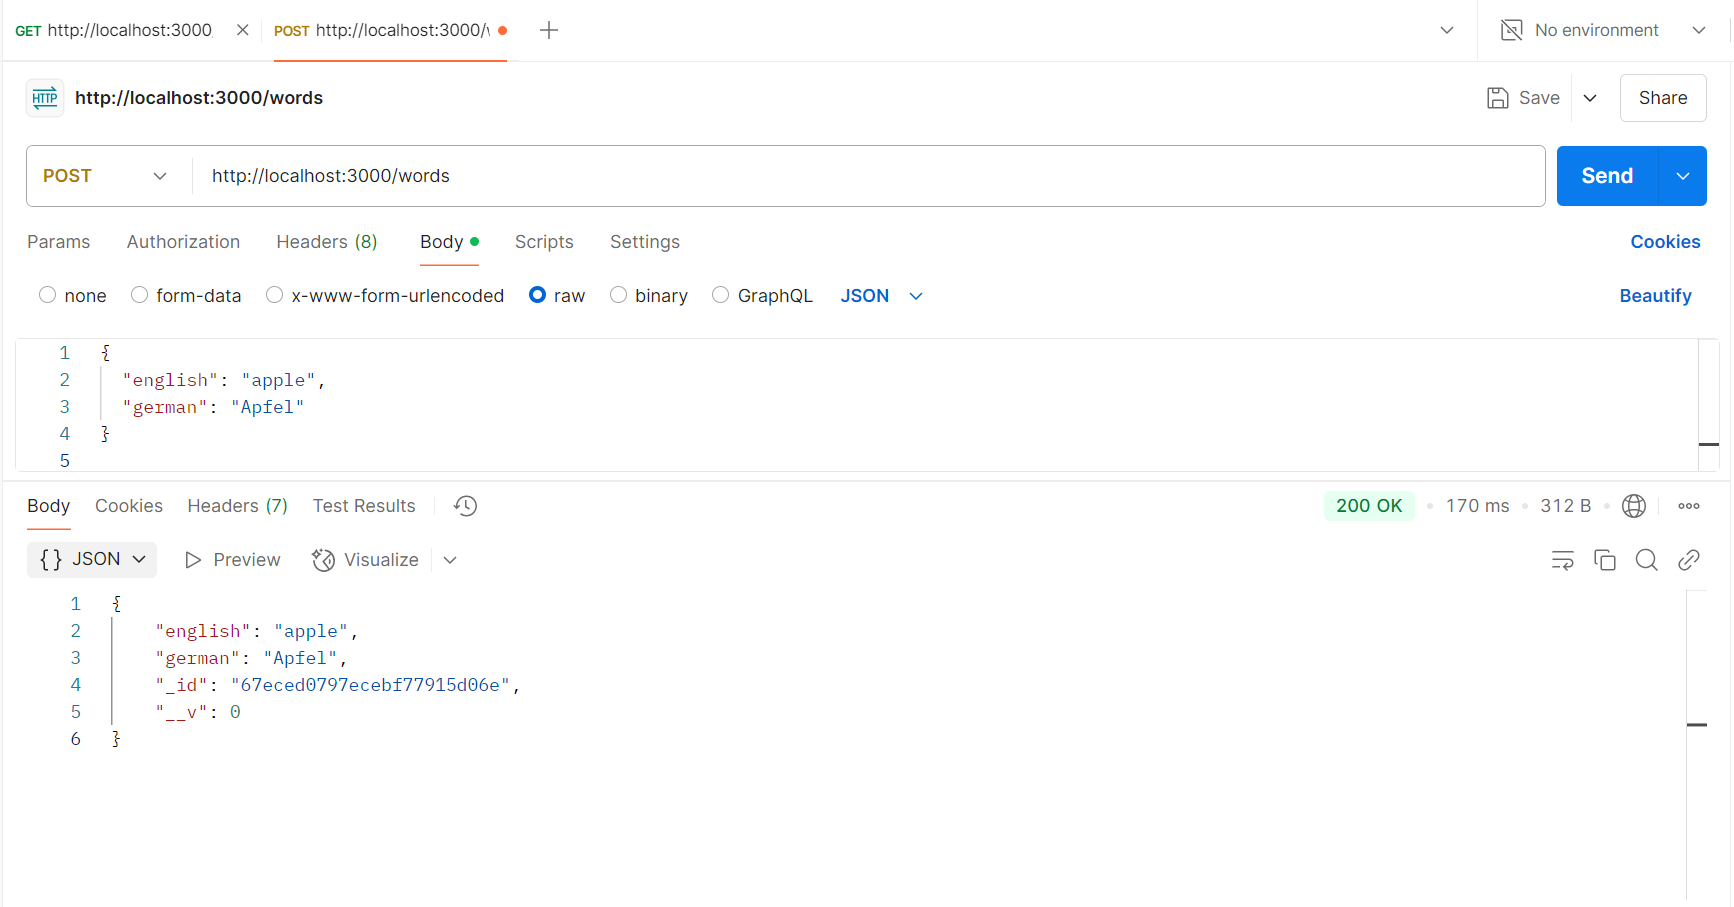 GET http://localhost:3000
POST http://localhost:3000/
No environment
HTTP http://localhost:3000/words
Save
Share
POST http://localhost:3000/words
Send
Params Authorization Headers (8) Body Scripts Settings Cookies
none form-data x-www-form-urlencoded raw binary GraphQL JSON Beautify
1 {
2 "english": "apple",
3 "german": "Apfel"
4 }
5
Body Cookies Headers (7) Test Results 200 OK 170 ms 312 B
{} JSON Preview Visualize
1 {
2 "english": "apple",
3 "german": "Apfel",
4 "_id": "67eced0797ecebf77915d06e",
5 "__v": 0
6 }